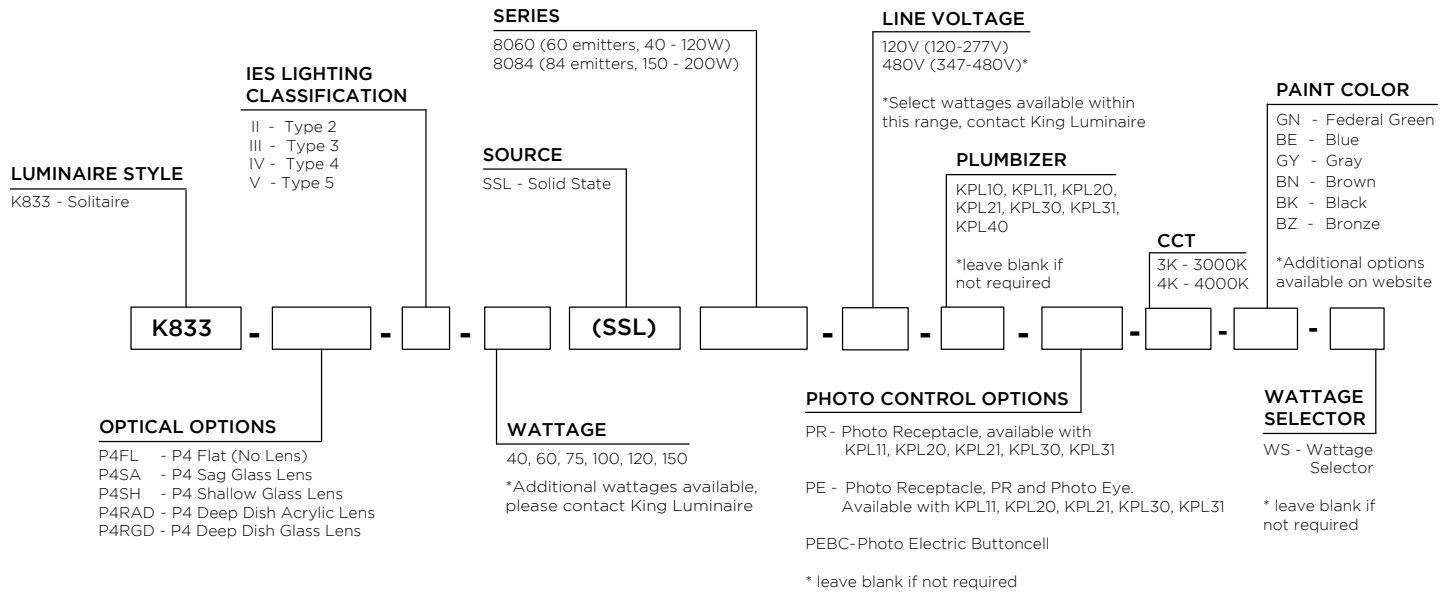 LUMINAIRE STYLE
K833 - Solitaire
IES LIGHTING
CLASSIFICATION
II - Type 2
III - Type 3
IV - Type 4
V - Type 5
SERIES
8060 (60 emitters, 40 - 120W)
8084 (84 emitters, 150 - 200W)
SOURCE
SSL - Solid State
LINE VOLTAGE
120V (120-277V)
480V (347-480V)*
*Select wattages available within
this range, contact King Luminaire
PLUMBIZER
KPL10, KPL11, KPL20,
KPL21, KPL30, KPL31,
KPL40
*leave blank if
not required
CCT
3K - 3000K
4K - 4000K
PAINT COLOR
GN - Federal Green
BE - Blue
GY - Gray
BN - Brown
BK - Black
BZ - Bronze
*Additional options
available on website
K833 - - - (SSL) - - - - - -
OPTICAL OPTIONS
P4FL - P4 Flat (No Lens)
P4SA - P4 Sag Glass Lens
P4SH - P4 Shallow Glass Lens
P4RAD - P4 Deep Dish Acrylic Lens
P4RGD - P4 Deep Dish Glass Lens
WATTAGE
40, 60, 75, 100, 120, 150
*Additional wattages available,
please contact King Luminaire
PHOTO CONTROL OPTIONS
PR - Photo Receptacle, available with
KPL11, KPL20, KPL21, KPL30, KPL31
PE - Photo Receptacle, PR and Photo Eye.
Available with KPL11, KPL20, KPL21, KPL30, KPL31
PEBC-Photo Electric Buttoncell
* leave blank if not required
WATTAGE
SELECTOR
WS - Wattage
Selector
* leave blank if
not required